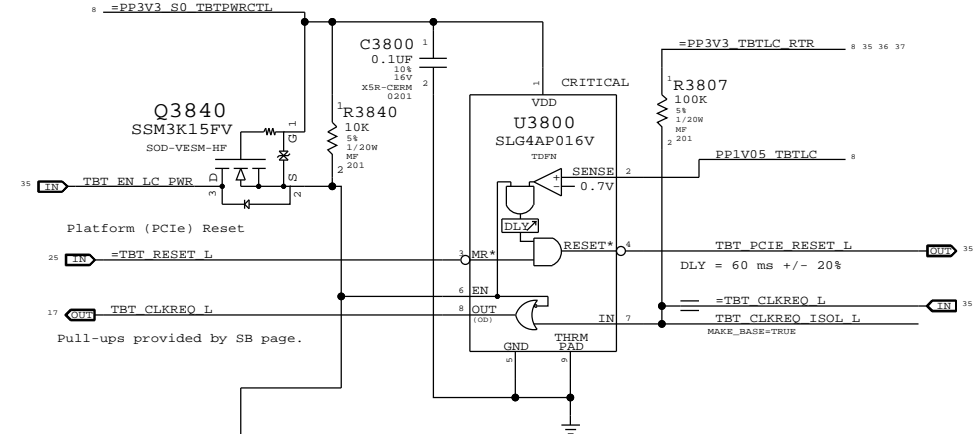 8 =PP3V3_S0_TBTPWRCTL
C3800
0.1UF
10%
16V
X5R-CERM
0201
1
2
=PP3V3_TBTLC_RTR 8 35 36 37
1
R3807
100K
5%
1/20W
MF
201
2
Q3840
SSM3K15FV
SOD-VESM-HF
G 1
D 3
S 2
1
R3840
10K
5%
1/20W
MF
201
2
1
CRITICAL
VDD
U3800
SLG4AP016V
TDFN
SENSE 2
0.7V
+
-
PP1V05_TBTLC 8
35 IN TBT_EN_LC_PWR
DLY
Platform (PCIe) Reset
25 IN =TBT_RESET_L
3 MR*
RESET* 4
TBT_PCIE_RESET_L OUT 35
DLY = 60 ms +/- 20%
6 EN
=TBT_CLKREQ_L IN 35
17 OUT TBT_CLKREQ_L
8 OUT
(OD)
IN 7
TBT_CLKREQ_ISOL_L
MAKE_BASE=TRUE
Pull-ups provided by SB page.
GND
THRM
PAD
5
9